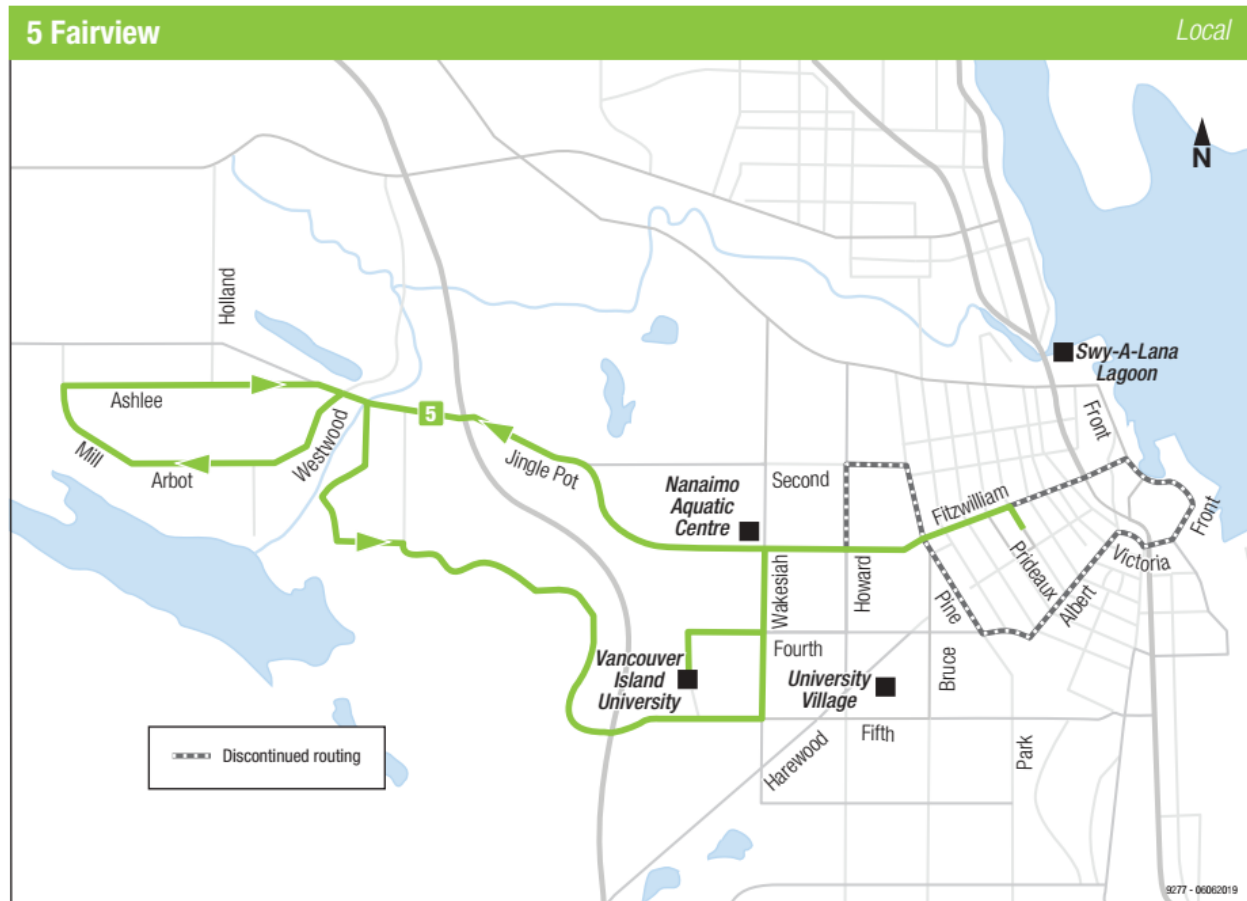 5 Fairview
Local
N
Holland
Swy-A-Lana
Lagoon
Ashlee
Front
5
Westwood
Mill
Arbot
Jingle Pot
Second
Nanaimo
Aquatic
Centre
Fitzwilliam
Front
Prideaux
Victoria
Wakesiah
Howard
Pine
Albert
Fourth
Vancouver
Island
University
University
Village
Bruce
Fifth
Park
Harewood
Discontinued routing
9277 - 06062019